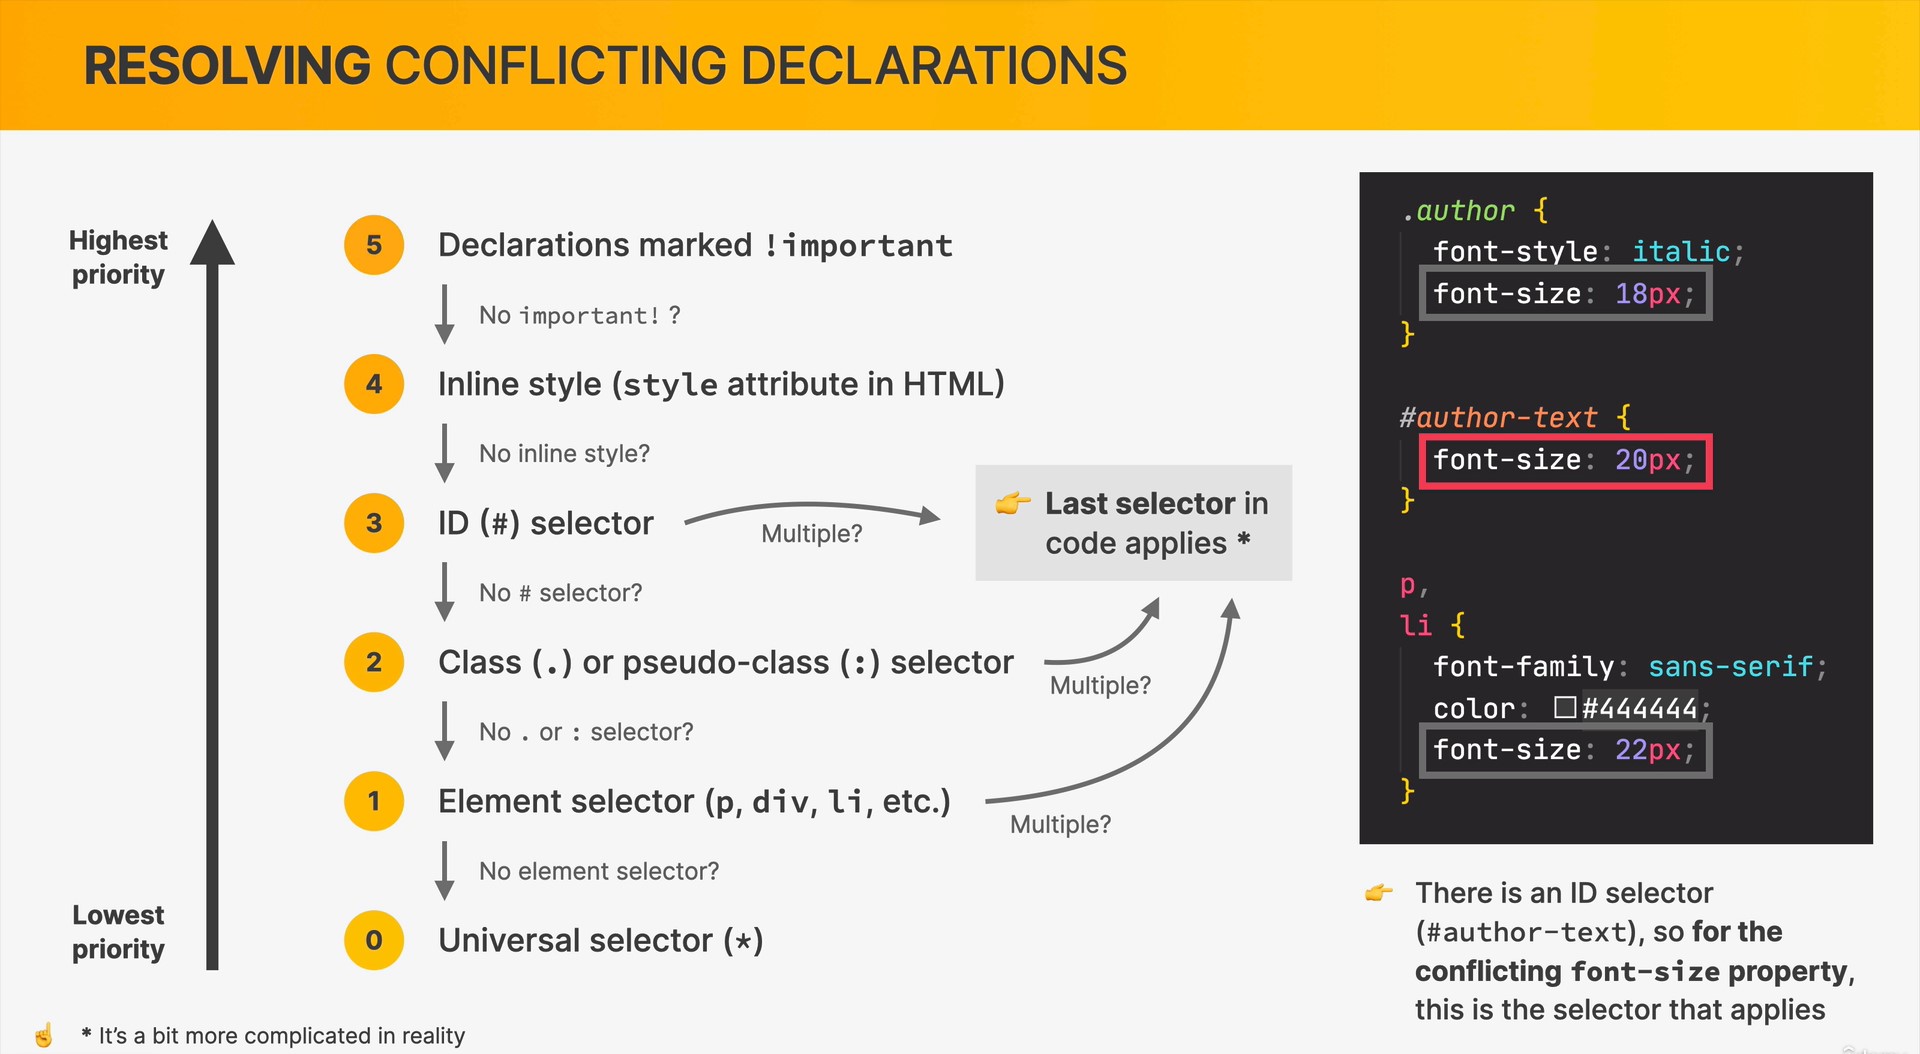 RESOLVING CONFLICTING DECLARATIONS
Highest
priority
5 Declarations marked !important
No important! ?
4 Inline style (style attribute in HTML)
No inline style?
3 ID (#) selector
Multiple?
👉 Last selector in
code applies *
No # selector?
2 Class (.) or pseudo-class (:) selector
Multiple?
No . or : selector?
1 Element selector (p, div, li, etc.)
Multiple?
No element selector?
Lowest
priority
0 Universal selector (*)
☝️ * It's a bit more complicated in reality
.author {
font-style: italic;
font-size: 18px;
}
#author-text {
font-size: 20px;
}
p,
li {
font-family: sans-serif;
color: #444444;
font-size: 22px;
}
👉 There is an ID selector
(#author-text), so for the
conflicting font-size property,
this is the selector that applies